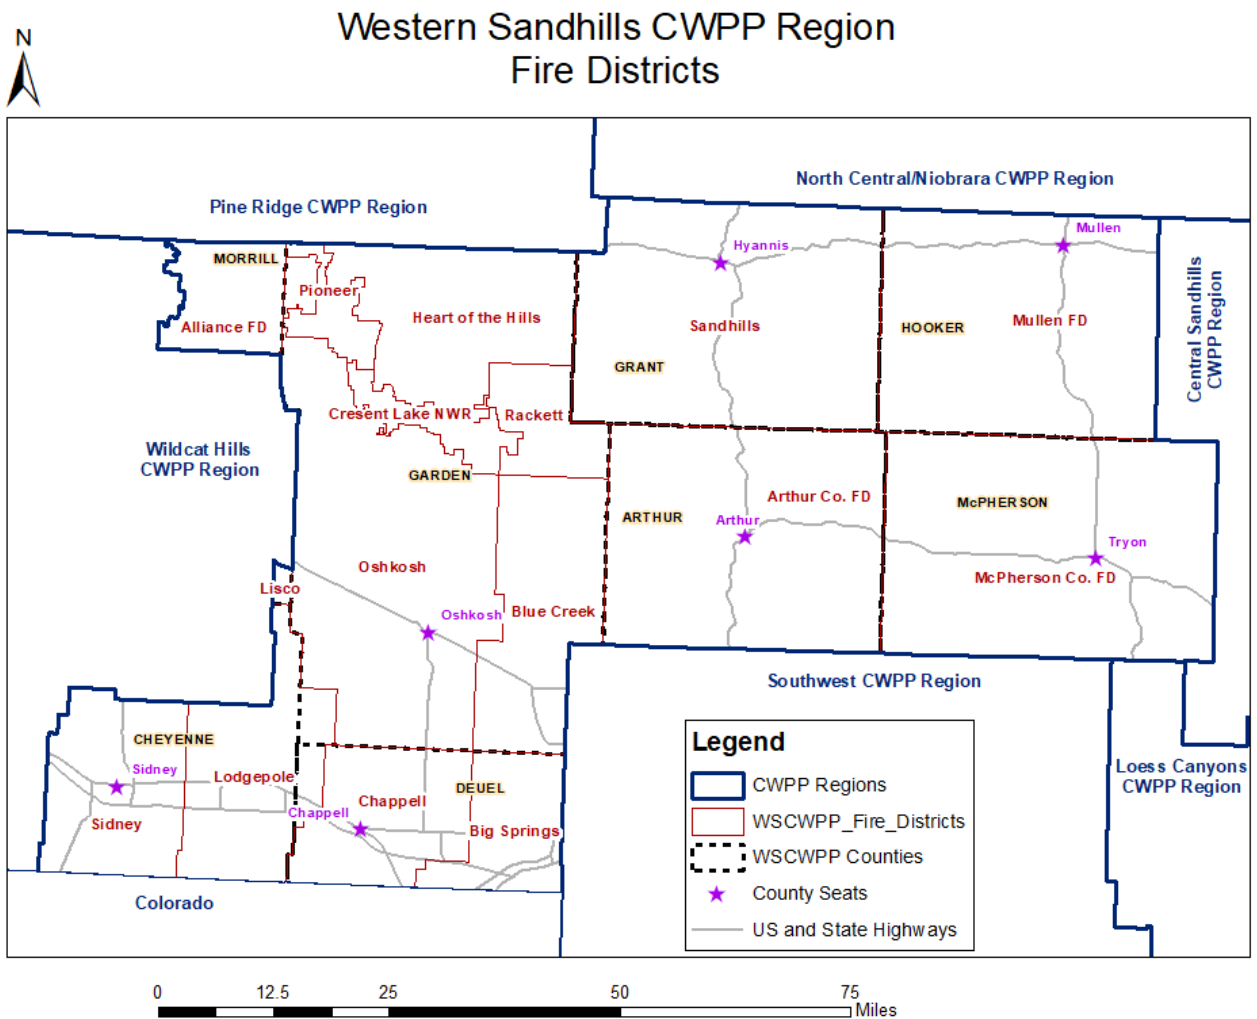 Western Sandhills CWPP Region
Fire Districts
N
North Central/Niobrara CWPP Region
Pine Ridge CWPP Region
Mullen
Hyannis
MORRILL
Pioneer
Heart of the Hills
Alliance FD
Sandhills
HOOKER
Mullen FD
Central Sandhills
CWPP Region
GRANT
Cresent Lake NWR
Rackett
Wildcat Hills
CWPP Region
GARDEN
ARTHUR
Arthur Co. FD
McPHERSON
Arthur
Tryon
Oshkosh
McPherson Co. FD
Lisco
Oshkosh
Blue Creek
Southwest CWPP Region
CHEYENNE
Sidney
Lodgepole
DEUEL
Chappell
Chappell
Sidney
Big Springs
Loess Canyons
CWPP Region
Colorado
Legend
CWPP Regions
WSCWPP_Fire_Districts
WSCWPP Counties
County Seats
US and State Highways
0 12.5 25 50 75
Miles